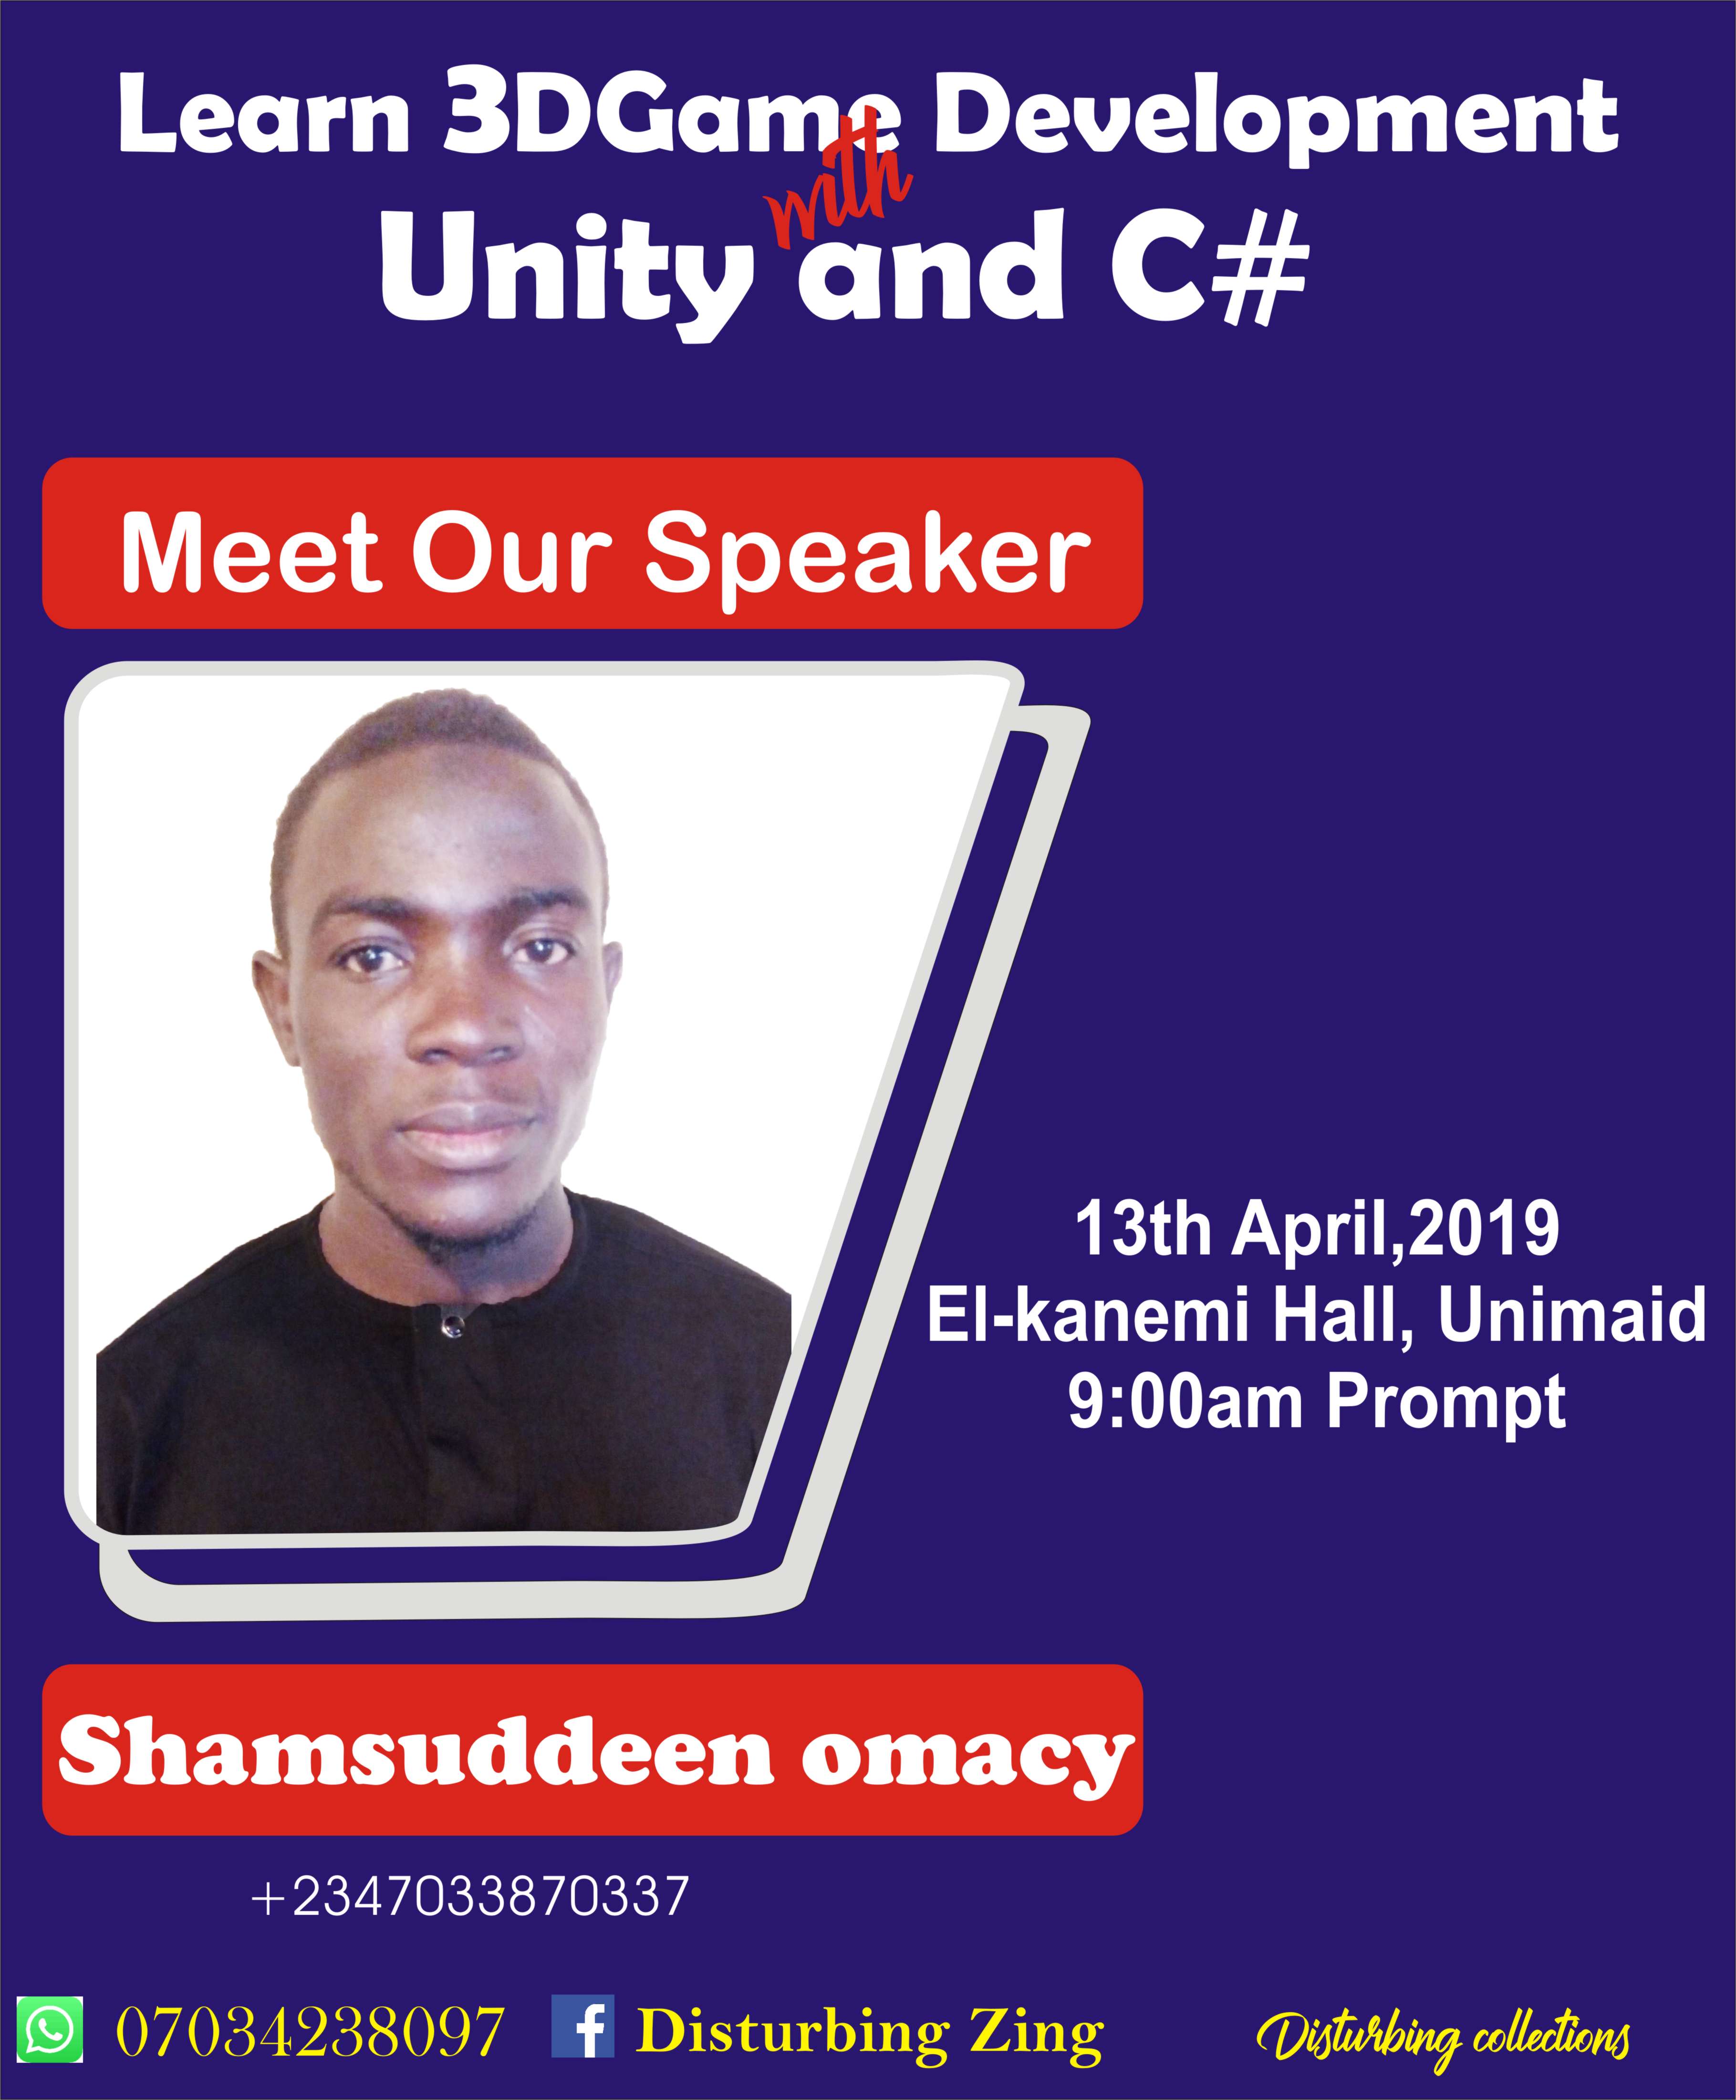 Learn 3DGame Development
with
Unity and C#
Meet Our Speaker
13th April,2019
El-kanemi Hall, Unimaid
9:00am Prompt
Shamsuddeen omacy
+2347033870337
07034238097
Disturbing Zing
Disturbing collections